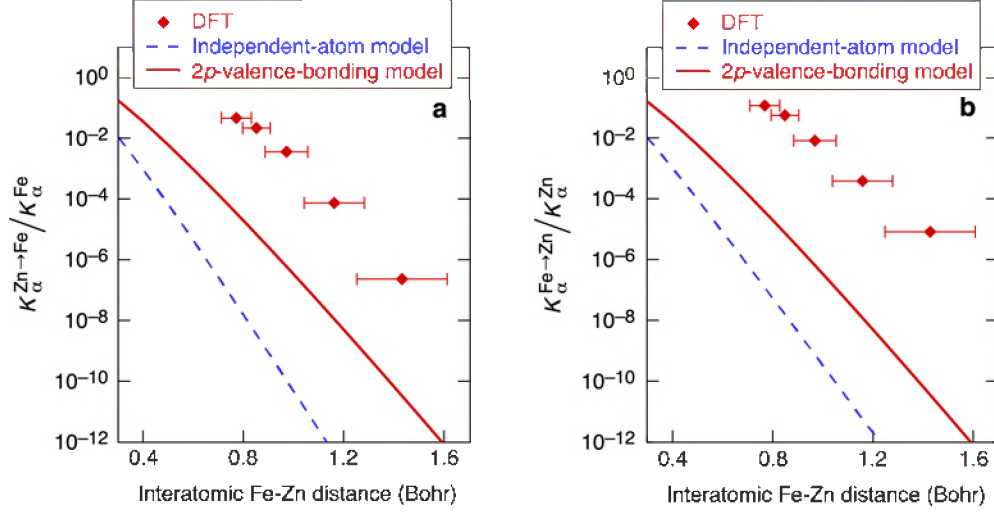 DFT
Independent-atom model
2p-valence-bonding model
a
10⁰
10⁻²
10⁻⁴
10⁻⁶
10⁻⁸
10⁻¹⁰
10⁻¹²
K_α^{Zn→Fe}/K_α^{Fe}
0.4 0.8 1.2 1.6
Interatomic Fe-Zn distance (Bohr)
DFT
Independent-atom model
2p-valence-bonding model
b
10⁰
10⁻²
10⁻⁴
10⁻⁶
10⁻⁸
10⁻¹⁰
10⁻¹²
K_α^{Fe→Zn}/K_α^{Zn}
0.4 0.8 1.2 1.6
Interatomic Fe-Zn distance (Bohr)